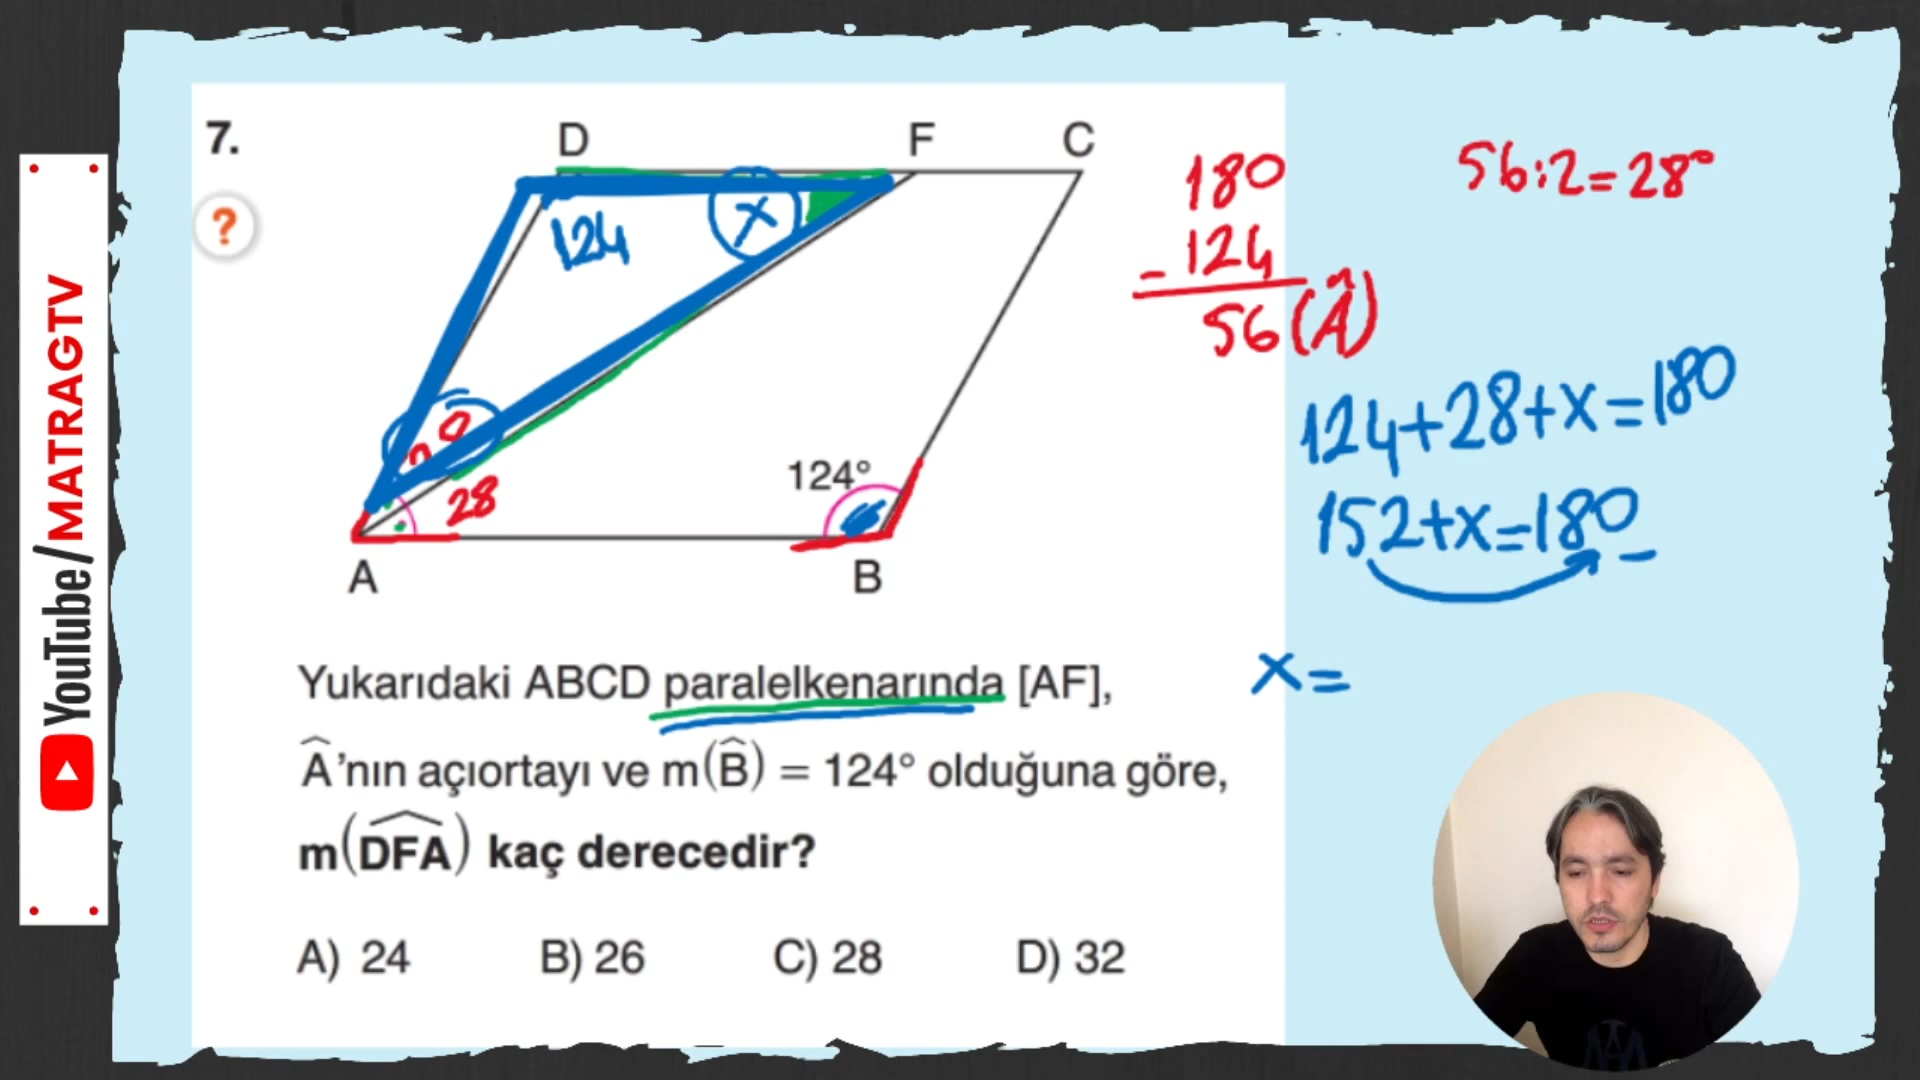 YouTube/MATRAGTV
7.
?
D F C
124
x
28
124°
A B
180
- 124
56 (Â)
56:2=28°
124+28+x=180
152+x=180 –
x=
Yukarıdaki ABCD paralelkenarında [AF],
Â'nın açıortayı ve m(B̂) = 124° olduğuna göre,
m(DFA) kaç derecedir?
A) 24 B) 26 C) 28 D) 32